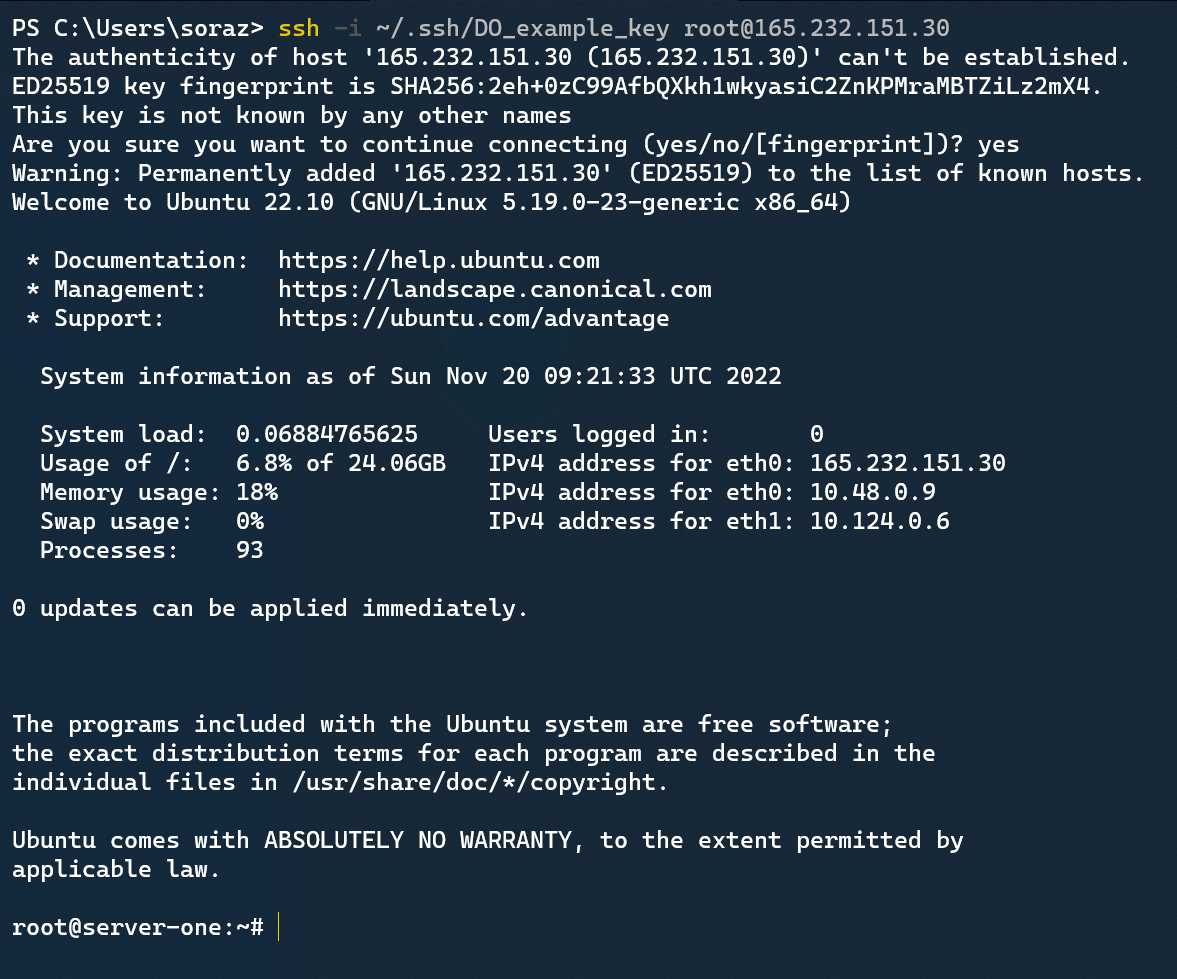 PS C:\Users\soraz> ssh -i ~/.ssh/DO_example_key root@165.232.151.30
The authenticity of host '165.232.151.30 (165.232.151.30)' can't be established.
ED25519 key fingerprint is SHA256:2eh+0zC99AfbQXkh1wkyasiC2ZnKPMraMBTZiLz2mX4.
This key is not known by any other names
Are you sure you want to continue connecting (yes/no/[fingerprint])? yes
Warning: Permanently added '165.232.151.30' (ED25519) to the list of known hosts.
Welcome to Ubuntu 22.10 (GNU/Linux 5.19.0-23-generic x86_64)

 * Documentation:  https://help.ubuntu.com
 * Management:     https://landscape.canonical.com
 * Support:        https://ubuntu.com/advantage

  System information as of Sun Nov 20 09:21:33 UTC 2022

  System load:  0.06884765625     Users logged in:       0
  Usage of /:   6.8% of 24.06GB   IPv4 address for eth0: 165.232.151.30
  Memory usage: 18%               IPv4 address for eth0: 10.48.0.9
  Swap usage:   0%                IPv4 address for eth1: 10.124.0.6
  Processes:    93

0 updates can be applied immediately.

The programs included with the Ubuntu system are free software;
the exact distribution terms for each program are described in the
individual files in /usr/share/doc/*/copyright.

Ubuntu comes with ABSOLUTELY NO WARRANTY, to the extent permitted by
applicable law.

root@server-one:~#